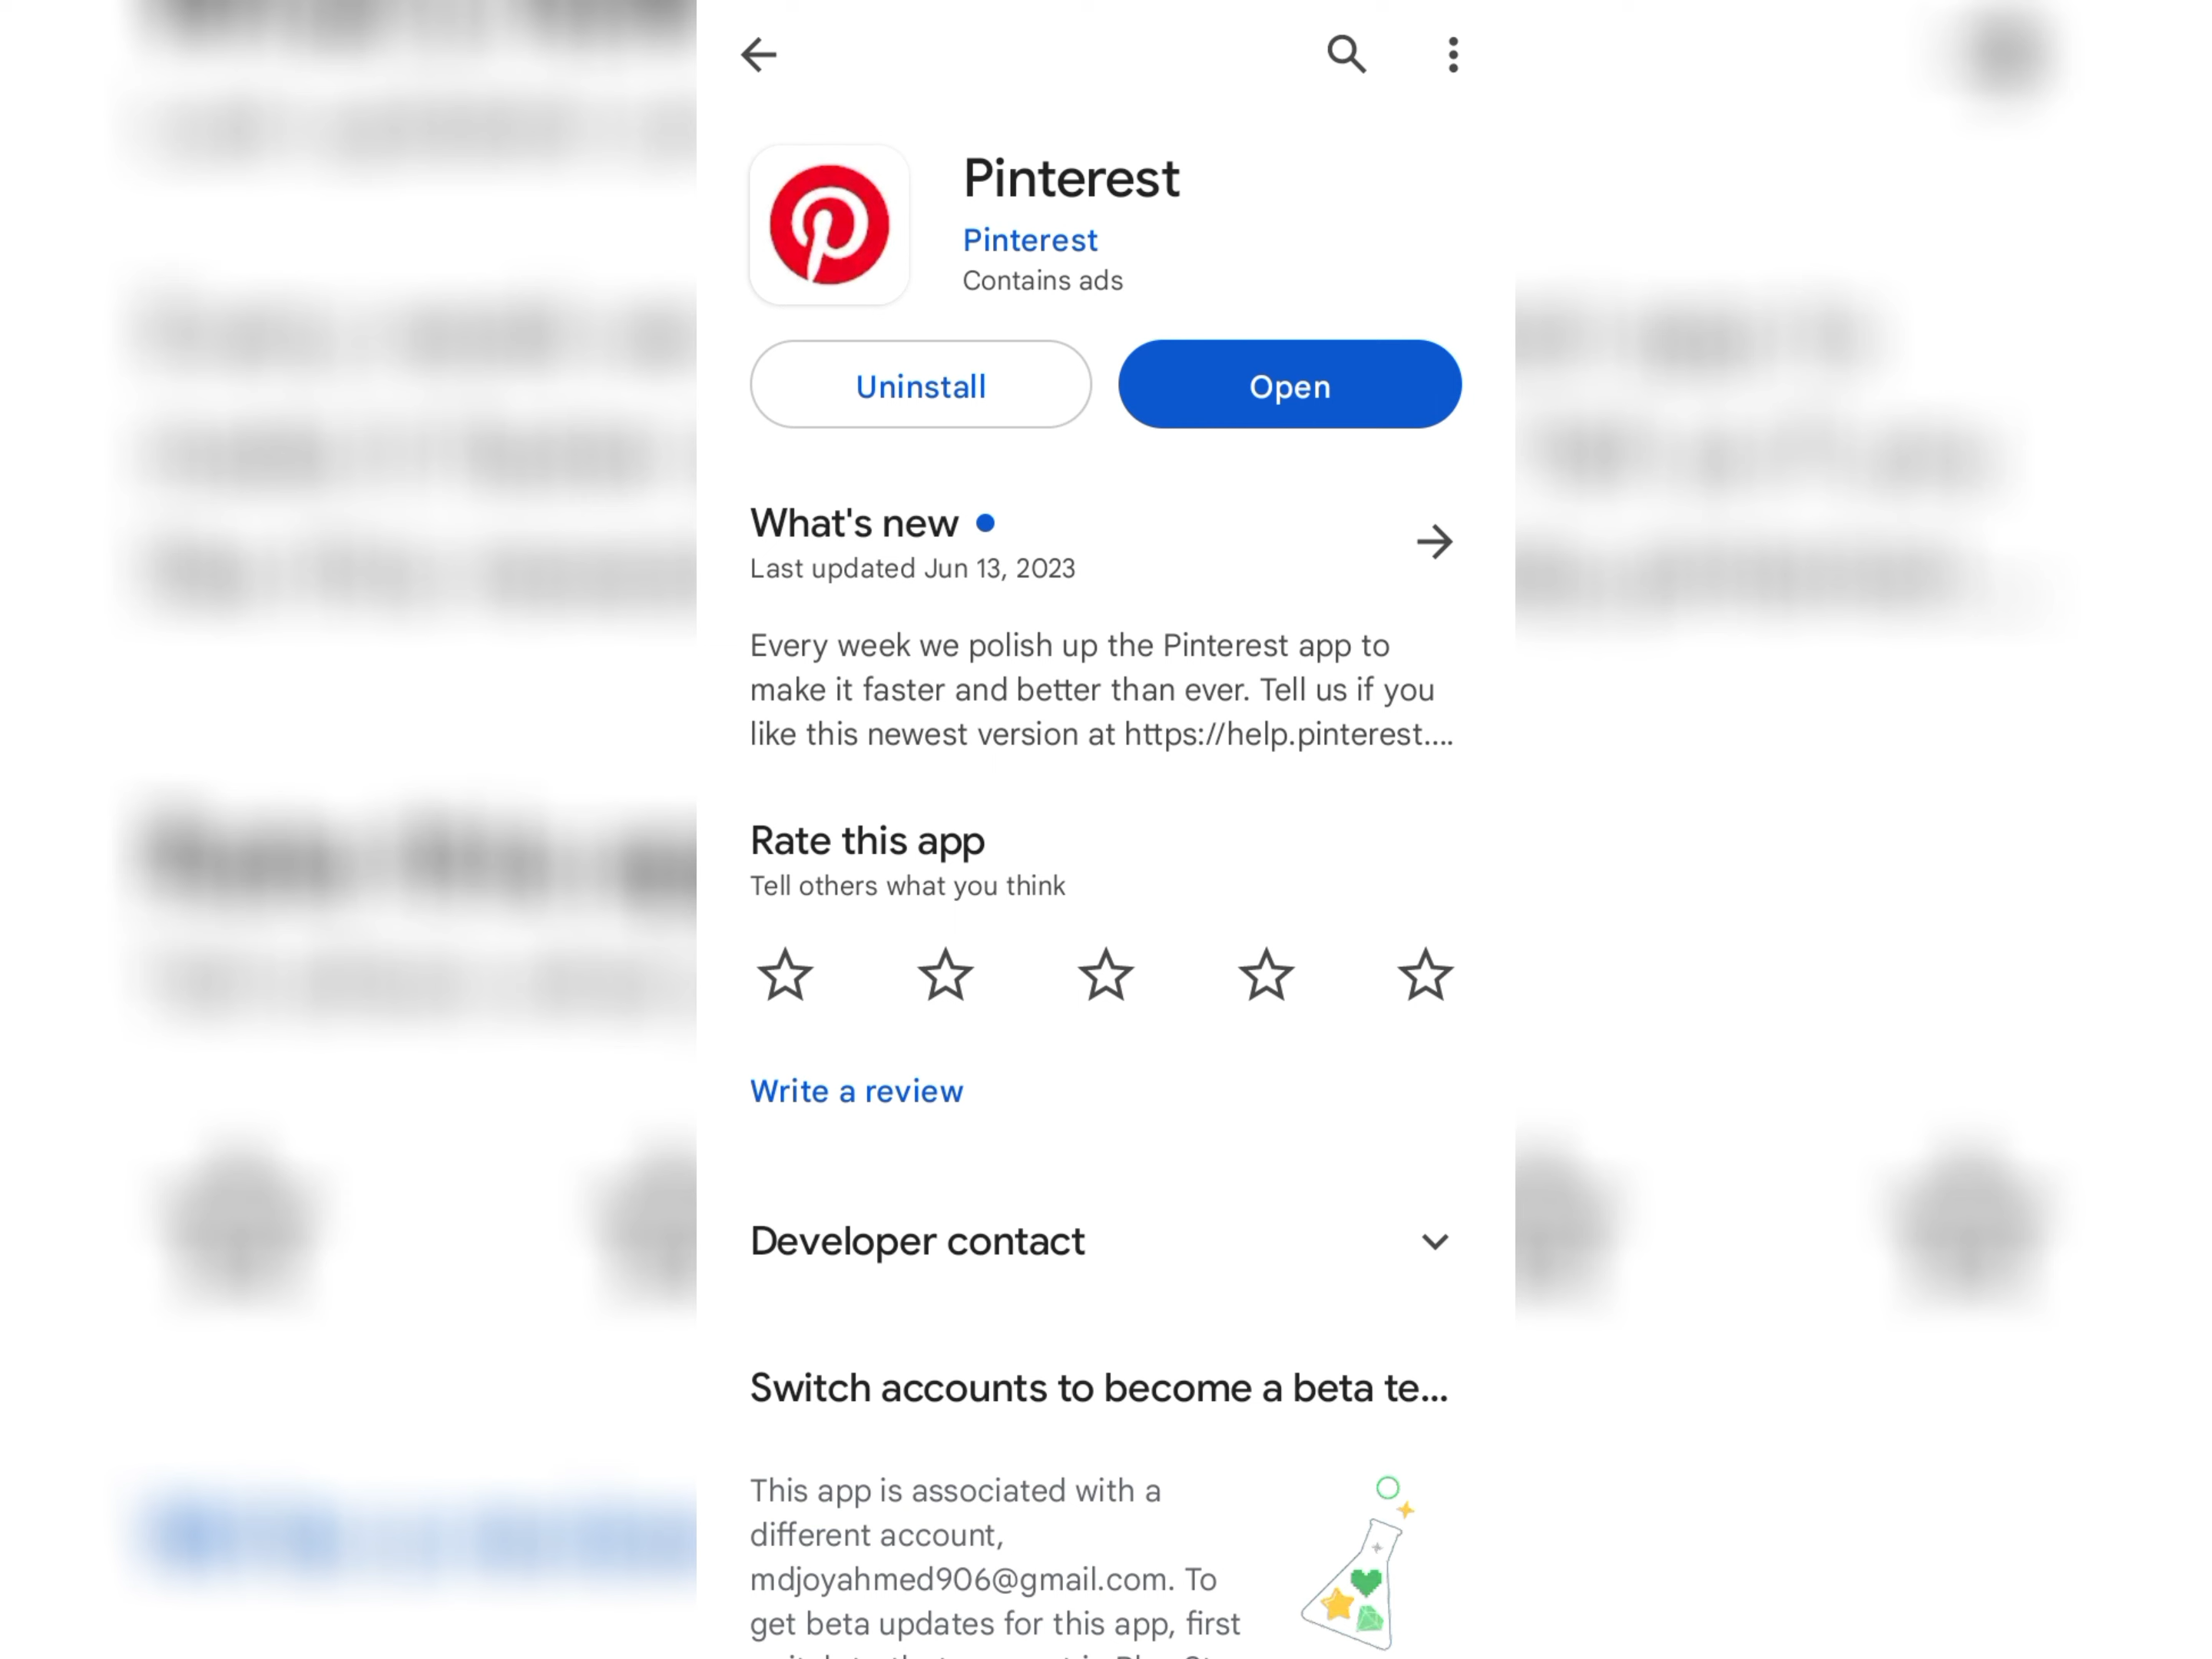 Pinterest
Pinterest
Contains ads
Uninstall
Open
What's new
Last updated Jun 13, 2023
Every week we polish up the Pinterest app to
make it faster and better than ever. Tell us if you
like this newest version at https://help.pinterest....
Rate this app
Tell others what you think
Write a review
Developer contact
Switch accounts to become a beta te...
This app is associated with a
different account,
mdjoyahmed906@gmail.com. To
get beta updates for this app, first